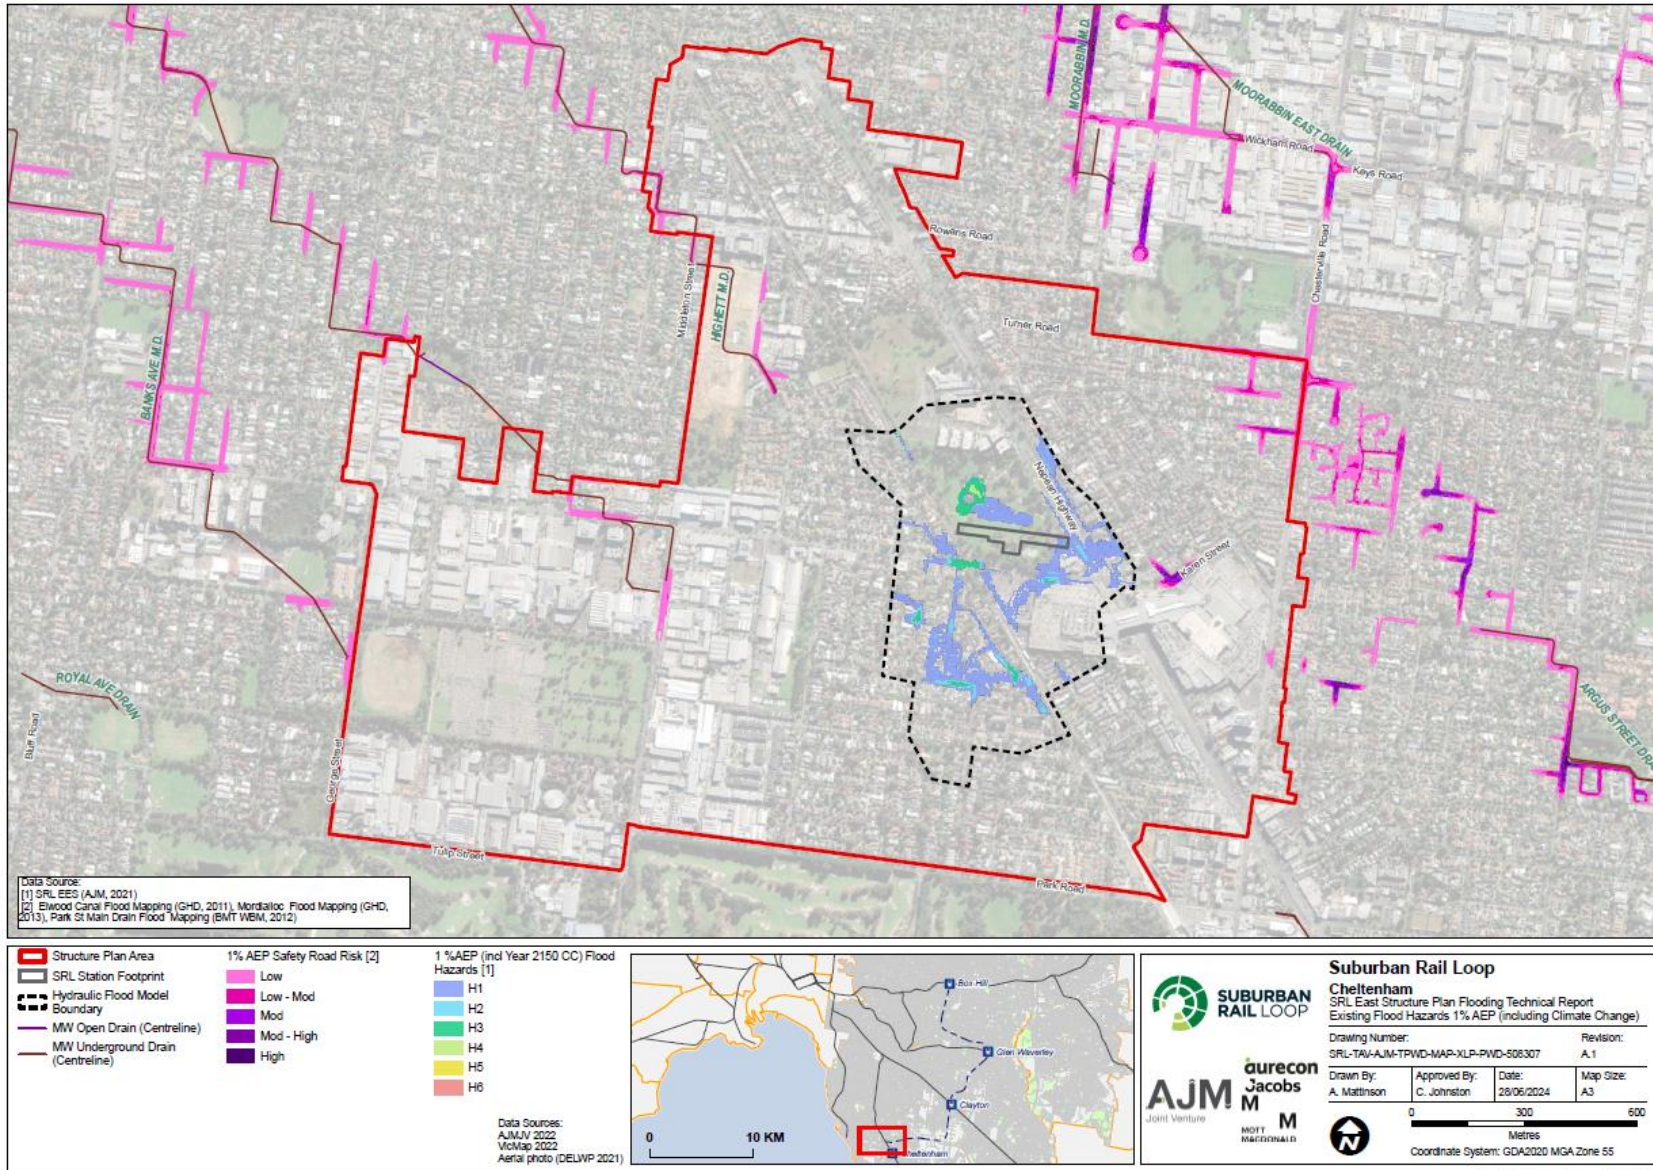 MOORABBIN M.D.
MOORABBIN EAST DRAIN
Wickham Road
Keys Road
Rowlins Road
Chesterville Road
Middleton Street
HIGHETT M.D.
Turner Road
BANKS AVE M.D.
Nepean Highway
Karen Street
ROYAL AVE DRAIN
Bluff Road
ARGUS STREET DRA
George Street
Tulip Street
Park Road
Data Source:
[1] SRL EES (AJM, 2021)
[2] Elwood Canal Flood Mapping (GHD, 2011), Mordialloc Flood Mapping (GHD,
2013), Park St Main Drain Flood Mapping (BMT WBM, 2012)
Structure Plan Area
SRL Station Footprint
Hydraulic Flood Model
Boundary
MW Open Drain (Centreline)
MW Underground Drain
(Centreline)
1% AEP Safety Road Risk [2]
Low
Low - Mod
Mod
Mod - High
High
1 %AEP (incl Year 2150 CC) Flood
Hazards [1]
H1
H2
H3
H4
H5
H6
Data Sources:
AJMJV 2022
VicMap 2022
Aerial photo (DELWP 2021)
Box Hill
Glen Waverley
Clayton
Cheltenham
0 10 KM
SUBURBAN
RAIL LOOP
AJM
Joint Venture
aurecon
Jacobs
M
M
MOTT
MACDONALD
Suburban Rail Loop
Cheltenham
SRL East Structure Plan Flooding Technical Report
Existing Flood Hazards 1% AEP (including Climate Change)
Drawing Number: Revision:
SRL-TAV-AJM-TPWD-MAP-XLP-PWD-508307 A.1
Drawn By: Approved By: Date: Map Size:
A. Mattinson C. Johnston 28/06/2024 A3
N
0 300 600
Metres
Coordinate System: GDA2020 MGA Zone 55